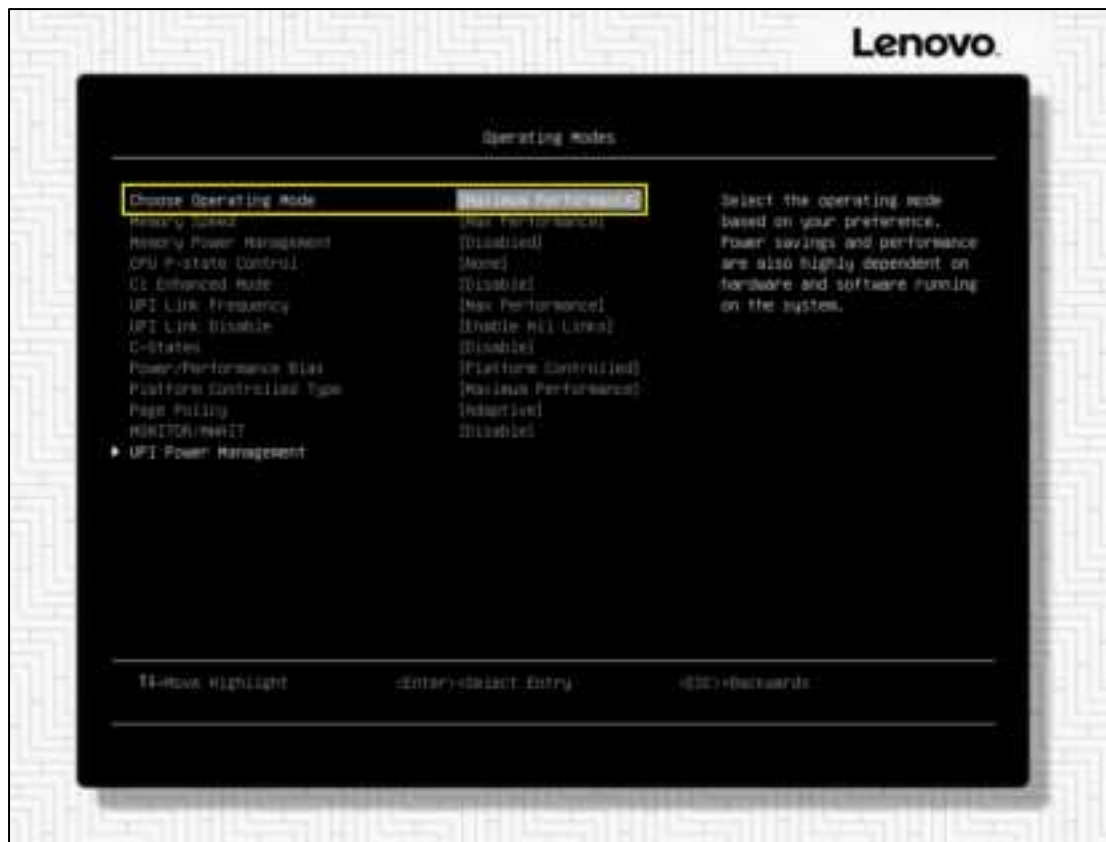 Lenovo
Operating Modes
Choose Operating Mode [Maximum Performance]
Memory Speed [Max Performance]
Memory Power Management [Disabled]
CPU P-state Control [None]
C1 Enhanced Mode [Disable]
UPI Link Frequency [Max Performance]
UPI Link Disable [Enable All Links]
C-States [Disable]
Power/Performance Bias [Platform Controlled]
Platform Controlled Type [Maximum Performance]
Page Policy [Adaptive]
MONITOR/MWAIT [Disable]
UPI Power Management
Select the operating mode
based on your preference.
Power savings and performance
are also highly dependent on
hardware and software running
on the system.
↑↓=Move Highlight <Enter>=Select Entry <ESC>=Backwards